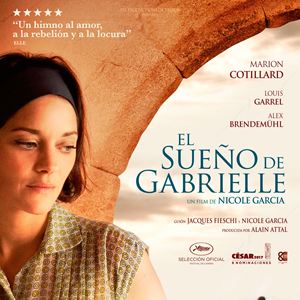 ★★★★★
"Un himno al amor,
a la rebelión y a la locura"
ELLE
MARION
COTILLARD
LOUIS
GARREL
ALEX
BRENDEMÜHL
EL
SUEÑO DE
GABRIELLE
UN FILM DE NICOLE GARCIA
GUIÓN JACQUES FIESCHI - NICOLE GARCIA
PRODUCIDA POR ALAIN ATTAL
SELECCIÓN OFICIAL
CÉSAR 2017
8 NOMINACIONES